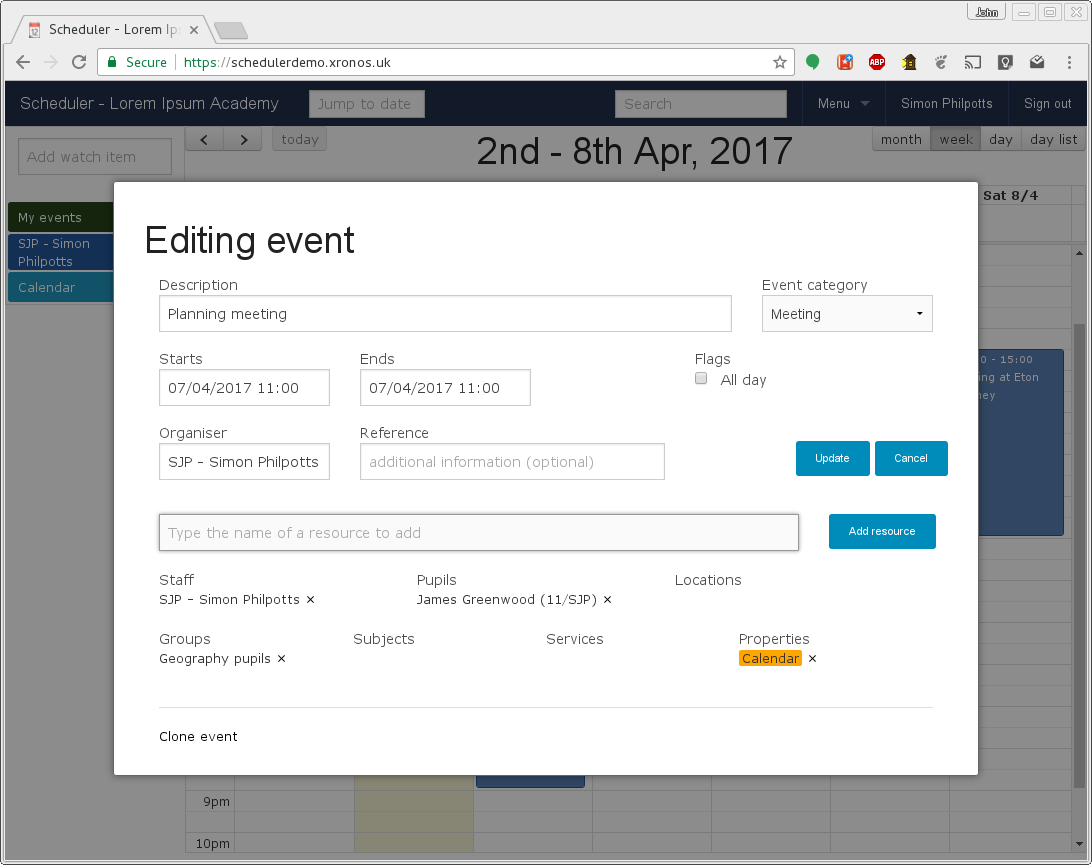 John
Scheduler - Lorem Ips
Secure https://schedulerdemo.xronos.uk
ABP
Scheduler - Lorem Ipsum Academy Jump to date Search Menu Simon Philpotts Sign out
Add watch item
today
2nd - 8th Apr, 2017
month week day day list
Sat 8/4
My events
SJP - Simon
Philpotts
Calendar
Editing event
Description Event category
Planning meeting Meeting
Starts Ends Flags
07/04/2017 11:00 07/04/2017 11:00 All day
Organiser Reference
SJP - Simon Philpotts additional information (optional) Update Cancel
Type the name of a resource to add Add resource
Staff Pupils Locations
SJP - Simon Philpotts × James Greenwood (11/SJP) ×
Groups Subjects Services Properties
Geography pupils × Calendar ×
Clone event
0 - 15:00
ing at Eton
ney
9pm
10pm